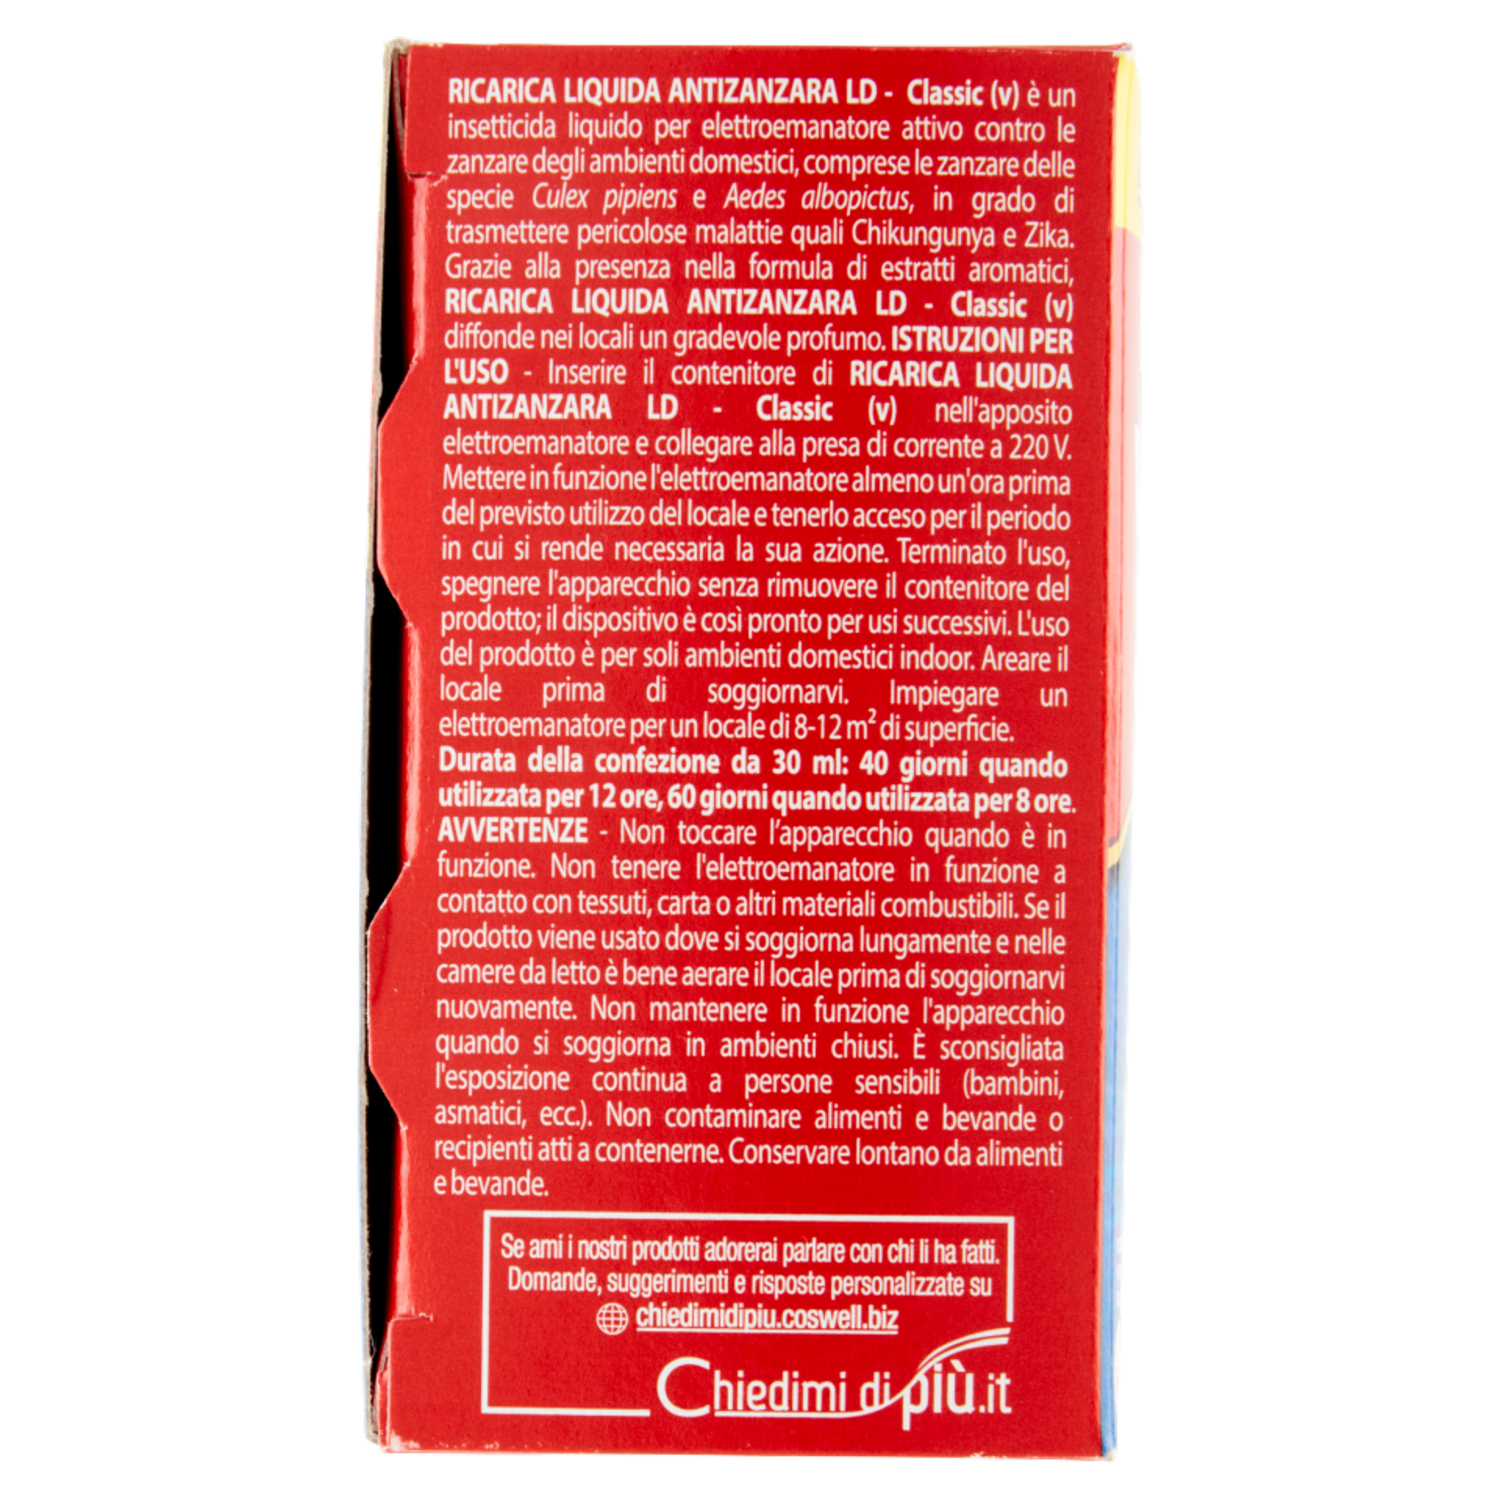 RICARICA LIQUIDA ANTIZANZARA LD - Classic (v) è un
insetticida liquido per elettroemanatore attivo contro le
zanzare degli ambienti domestici, comprese le zanzare delle
specie Culex pipiens e Aedes albopictus, in grado di
trasmettere pericolose malattie quali Chikungunya e Zika.
Grazie alla presenza nella formula di estratti aromatici,
RICARICA LIQUIDA ANTIZANZARA LD - Classic (v)
diffonde nei locali un gradevole profumo. ISTRUZIONI PER
L'USO - Inserire il contenitore di RICARICA LIQUIDA
ANTIZANZARA LD - Classic (v) nell'apposito
elettroemanatore e collegare alla presa di corrente a 220 V.
Mettere in funzione l'elettroemanatore almeno un'ora prima
del previsto utilizzo del locale e tenerlo acceso per il periodo
in cui si rende necessaria la sua azione. Terminato l'uso,
spegnere l'apparecchio senza rimuovere il contenitore del
prodotto; il dispositivo è così pronto per usi successivi. L'uso
del prodotto è per soli ambienti domestici indoor. Areare il
locale prima di soggiornarvi. Impiegare un
elettroemanatore per un locale di 8-12 m² di superficie.
Durata della confezione da 30 ml: 40 giorni quando
utilizzata per 12 ore, 60 giorni quando utilizzata per 8 ore.
AVVERTENZE - Non toccare l’apparecchio quando è in
funzione. Non tenere l'elettroemanatore in funzione a
contatto con tessuti, carta o altri materiali combustibili. Se il
prodotto viene usato dove si soggiorna lungamente e nelle
camere da letto è bene aerare il locale prima di soggiornarvi
nuovamente. Non mantenere in funzione l'apparecchio
quando si soggiorna in ambienti chiusi. È sconsigliata
l'esposizione continua a persone sensibili (bambini,
asmatici, ecc.). Non contaminare alimenti e bevande o
recipienti atti a contenerne. Conservare lontano da alimenti
e bevande.
Se ami i nostri prodotti adorerai parlare con chi li ha fatti.
Domande, suggerimenti e risposte personalizzate su
chiedimidipiu.coswell.biz
Chiedimi di più.it